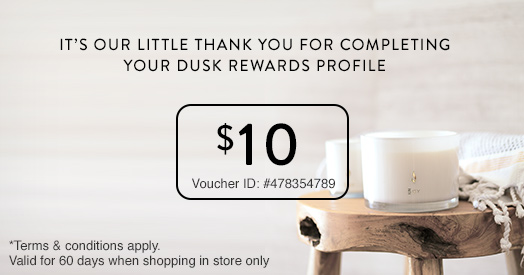 IT'S OUR LITTLE THANK YOU FOR COMPLETING
YOUR DUSK REWARDS PROFILE
$10
Voucher ID: #478354789
*Terms & conditions apply.
Valid for 60 days when shopping in store only